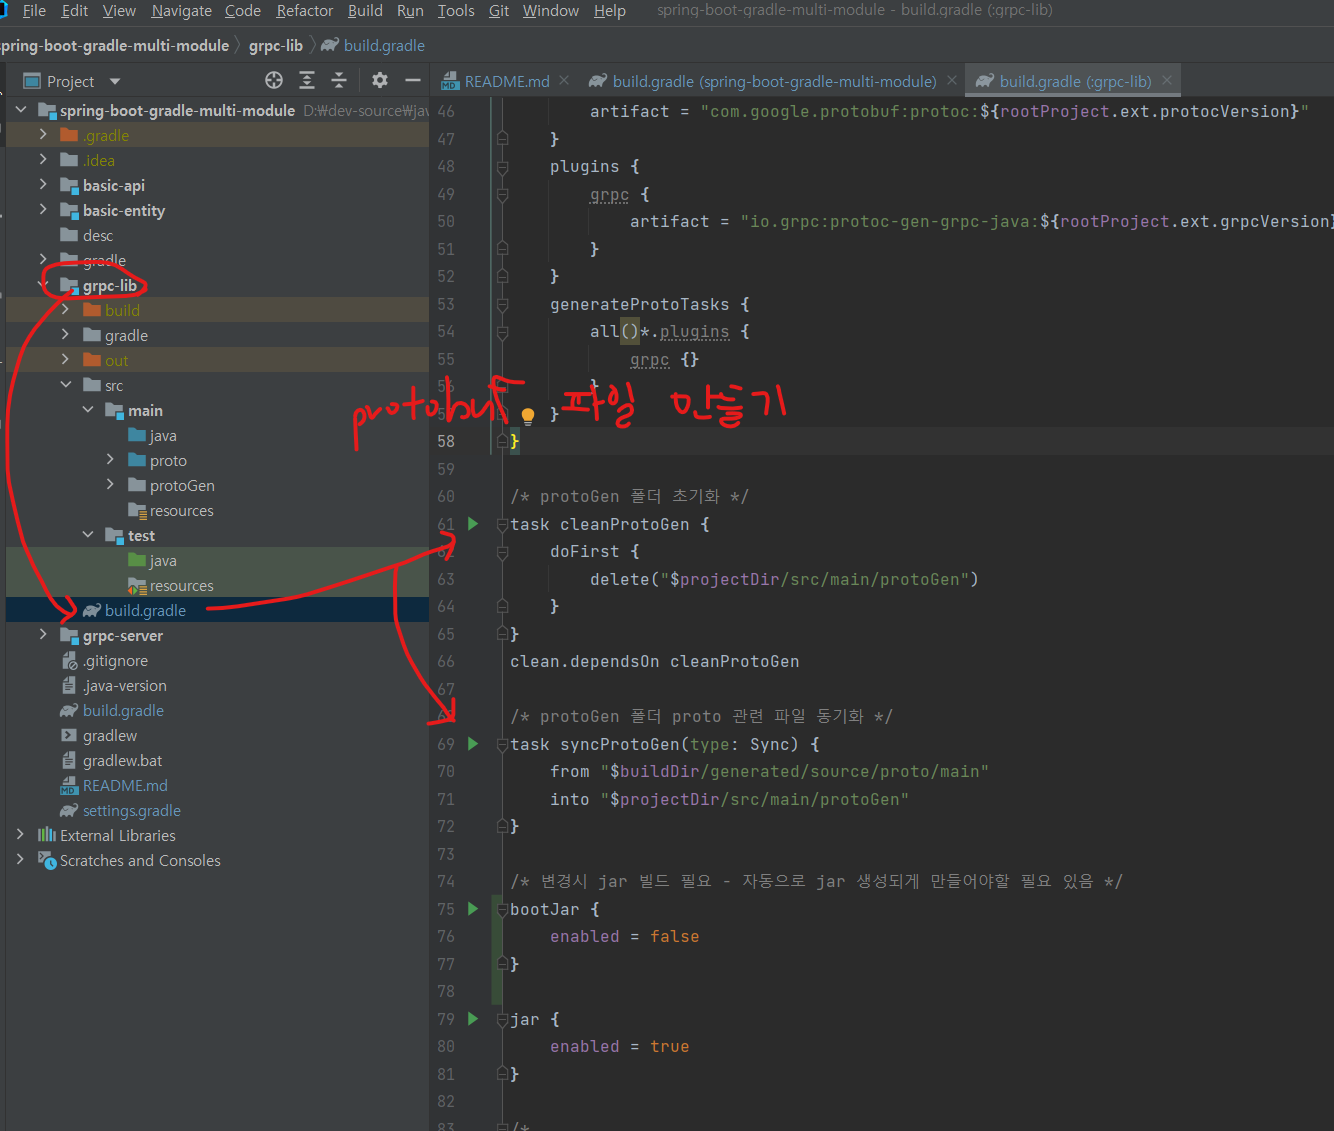 File Edit View Navigate Code Refactor Build Run Tools Git Window Help spring-boot-gradle-multi-module - build.gradle (:grpc-lib)
spring-boot-gradle-multi-module grpc-lib build.gradle
Project
README.md build.gradle (spring-boot-gradle-multi-module) build.gradle (:grpc-lib)
spring-boot-gradle-multi-module D:₩dev-source₩jav
.gradle
.idea
basic-api
basic-entity
desc
gradle
grpc-lib
build
gradle
out
src
main
java
proto
protoGen
resources
test
java
resources
build.gradle
grpc-server
.gitignore
.java-version
build.gradle
gradlew
gradlew.bat
README.md
settings.gradle
External Libraries
Scratches and Consoles
46 artifact = "com.google.protobuf:protoc:${rootProject.ext.protocVersion}"
47 }
48 plugins {
49 grpc {
50 artifact = "io.grpc:protoc-gen-grpc-java:${rootProject.ext.grpcVersion}
51 }
52 }
53 generateProtoTasks {
54 all()*.plugins {
55 grpc {}
56 }
protobuf 파일 만들기
57 }
58 }
59
60 /* protoGen 폴더 초기화 */
61 task cleanProtoGen {
62 doFirst {
63 delete("$projectDir/src/main/protoGen")
64 }
65 }
66 clean.dependsOn cleanProtoGen
67
68 /* protoGen 폴더 proto 관련 파일 동기화 */
69 task syncProtoGen(type: Sync) {
70 from "$buildDir/generated/source/proto/main"
71 into "$projectDir/src/main/protoGen"
72 }
73
74 /* 변경시 jar 빌드 필요 - 자동으로 jar 생성되게 만들어야할 필요 있음 */
75 bootJar {
76 enabled = false
77 }
78
79 jar {
80 enabled = true
81 }
82
83 /*